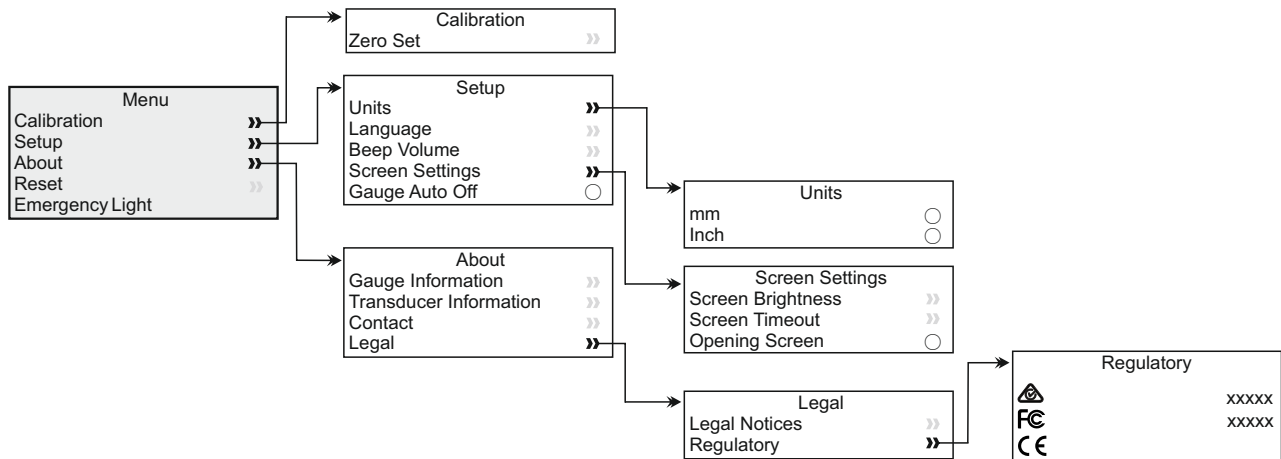 Menu
Calibration
Setup
About
Reset
Emergency Light
Calibration
Zero Set
Setup
Units
Language
Beep Volume
Screen Settings
Gauge Auto Off
About
Gauge Information
Transducer Information
Contact
Legal
Units
mm
Inch
Screen Settings
Screen Brightness
Screen Timeout
Opening Screen
Legal
Legal Notices
Regulatory
Regulatory
xxxxx
FC xxxxx
CE